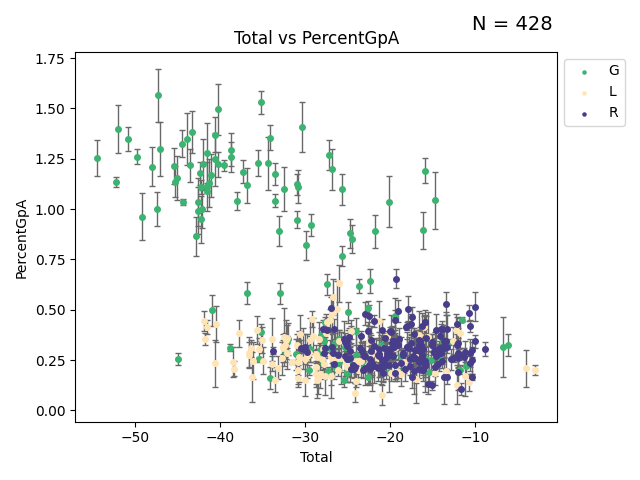 N = 428
Total vs PercentGpA
G
L
R
PercentGpA
1.75
1.50
1.25
1.00
0.75
0.50
0.25
0.00
−50
−40
−30
−20
−10
Total